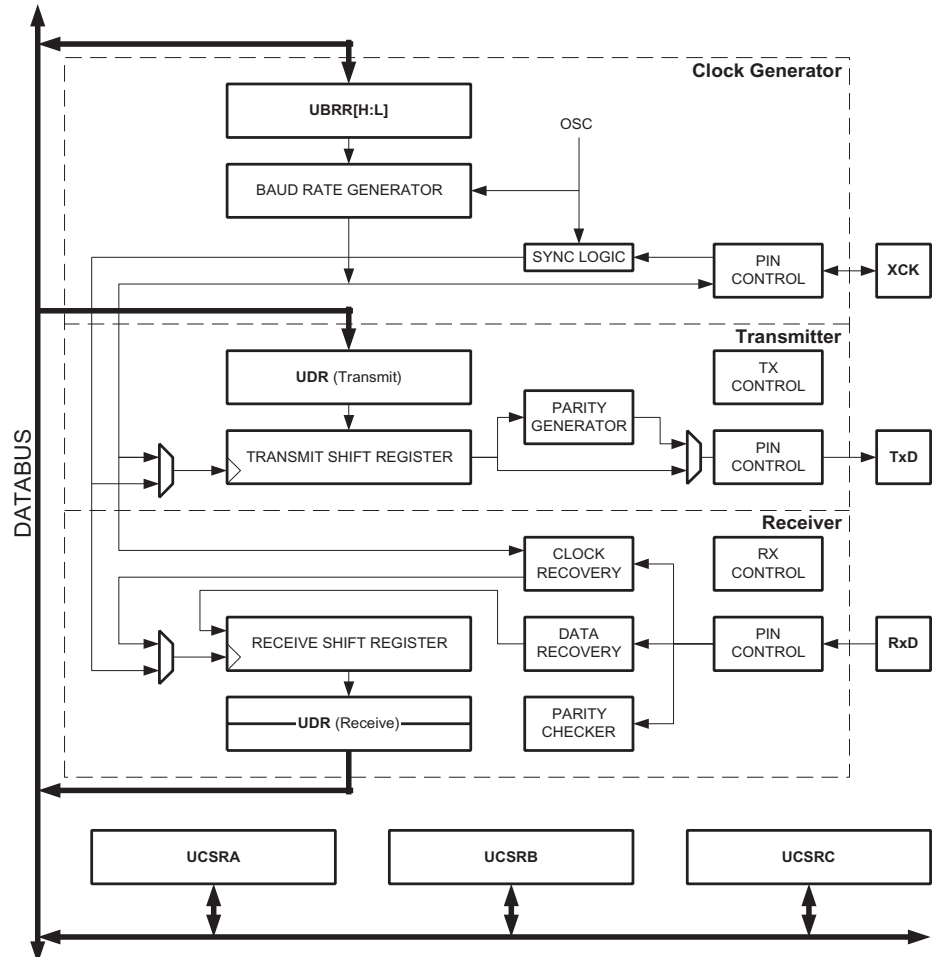 Clock Generator
UBRR[H:L]
OSC
BAUD RATE GENERATOR
SYNC LOGIC
PIN
CONTROL
XCK
Transmitter
UDR (Transmit)
TX
CONTROL
PARITY
GENERATOR
TRANSMIT SHIFT REGISTER
PIN
CONTROL
TxD
DATABUS
Receiver
CLOCK
RECOVERY
RX
CONTROL
RECEIVE SHIFT REGISTER
DATA
RECOVERY
PIN
CONTROL
RxD
UDR (Receive)
PARITY
CHECKER
UCSRA
UCSRB
UCSRC